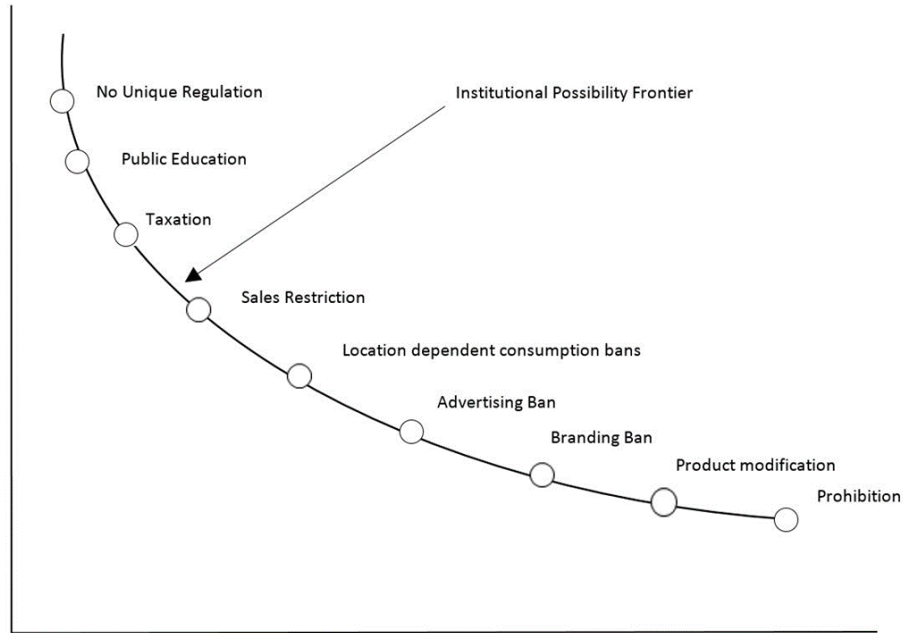 No Unique Regulation
Institutional Possibility Frontier
Public Education
Taxation
Sales Restriction
Location dependent consumption bans
Advertising Ban
Branding Ban
Product modification
Prohibition